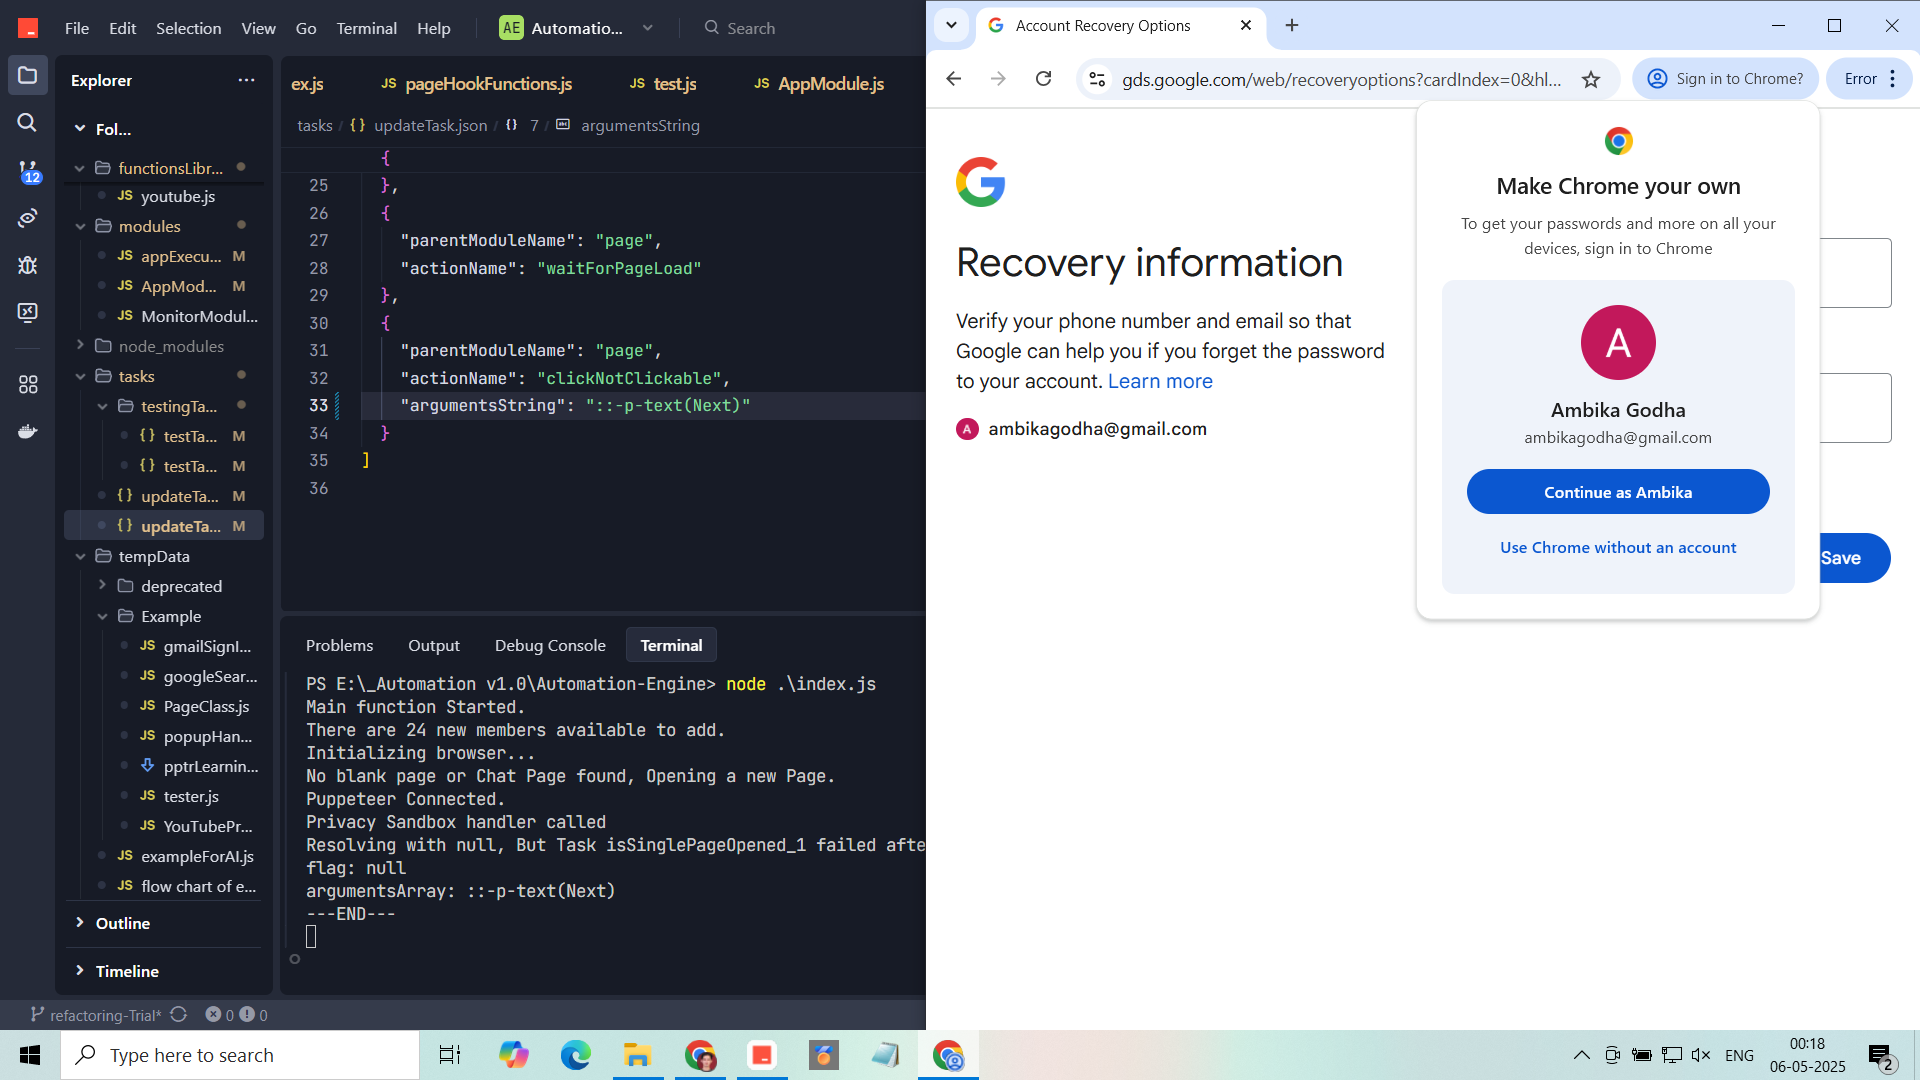 File Edit Selection View Go Terminal Help AE Automatio... Search
Explorer
Fol...
functionsLibr...
JS youtube.js
modules
JS appExecu... M
JS AppMod... M
JS MonitorModul...
node_modules
tasks
testingTa...
{} testTa... M
{} testTa... M
{} updateTa... M
{} updateTa... M
tempData
deprecated
Example
JS gmailSignI...
JS googleSear...
JS PageClass.js
JS popupHan...
pptrLearnin...
JS tester.js
JS YouTubePr...
JS exampleForAI.js
JS flow chart of e...
Outline
Timeline
12
ex.js JS pageHookFunctions.js JS test.js JS AppModule.js
tasks / {} updateTask.json / {} 7 / argumentsString
{
25 },
26 {
27 "parentModuleName": "page",
28 "actionName": "waitForPageLoad"
29 },
30 {
31 "parentModuleName": "page",
32 "actionName": "clickNotClickable",
33 "argumentsString": "::-p-text(Next)"
34 }
35 ]
36
Problems Output Debug Console Terminal
PS E:\_Automation v1.0\Automation-Engine> node .\index.js
Main function Started.
There are 24 new members available to add.
Initializing browser...
No blank page or Chat Page found, Opening a new Page.
Puppeteer Connected.
Privacy Sandbox handler called
Resolving with null, But Task isSinglePageOpened_1 failed afte
flag: null
argumentsArray: ::-p-text(Next)
---END---
refactoring-Trial* 0 0
Account Recovery Options
gds.google.com/web/recoveryoptions?cardIndex=0&hl... Sign in to Chrome? Error
Recovery information
Verify your phone number and email so that
Google can help you if you forget the password
to your account. Learn more
A ambikagodha@gmail.com
Make Chrome your own
To get your passwords and more on all your
devices, sign in to Chrome
A
Ambika Godha
ambikagodha@gmail.com
Continue as Ambika
Use Chrome without an account
Save
Type here to search
ENG
00:18
06-05-2025
2